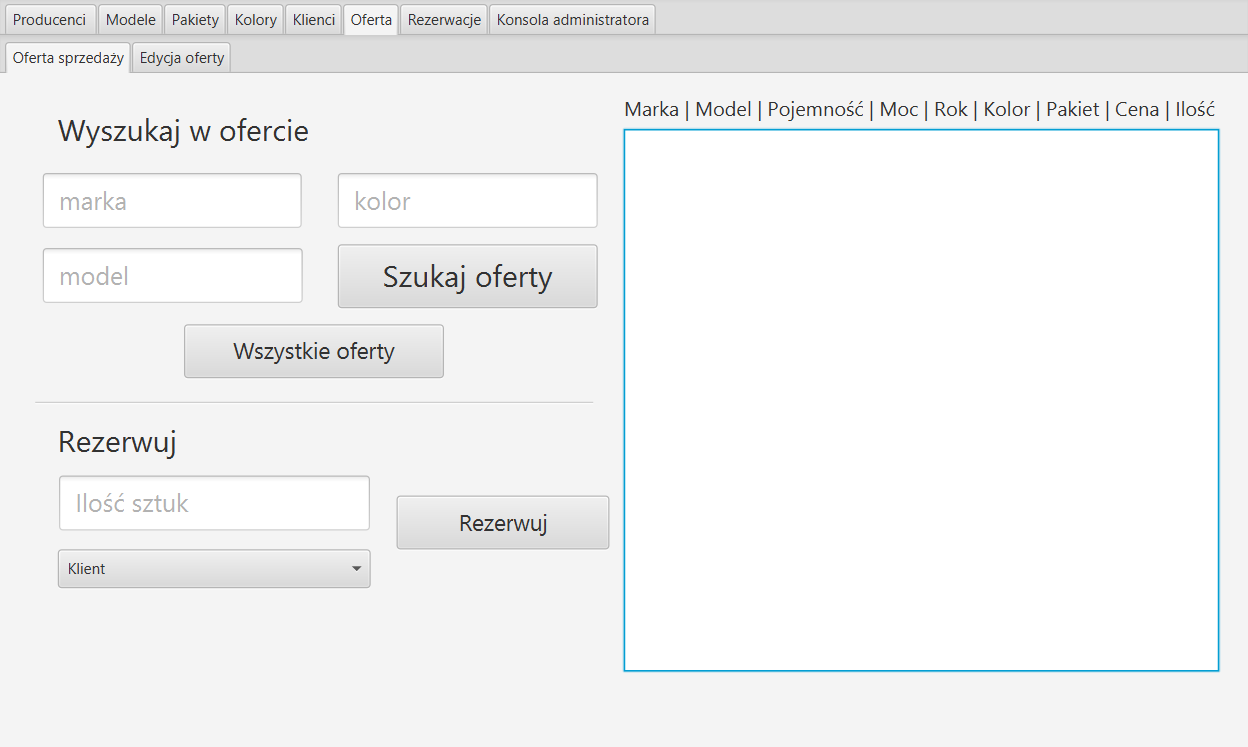 Producenci Modele Pakiety Kolory Klienci Oferta Rezerwacje Konsola administratora
Oferta sprzedaży Edycja oferty
Wyszukaj w ofercie
marka kolor
model Szukaj oferty
Wszystkie oferty
Rezerwuj
Ilość sztuk
Rezerwuj
Klient
Marka | Model | Pojemność | Moc | Rok | Kolor | Pakiet | Cena | Ilość